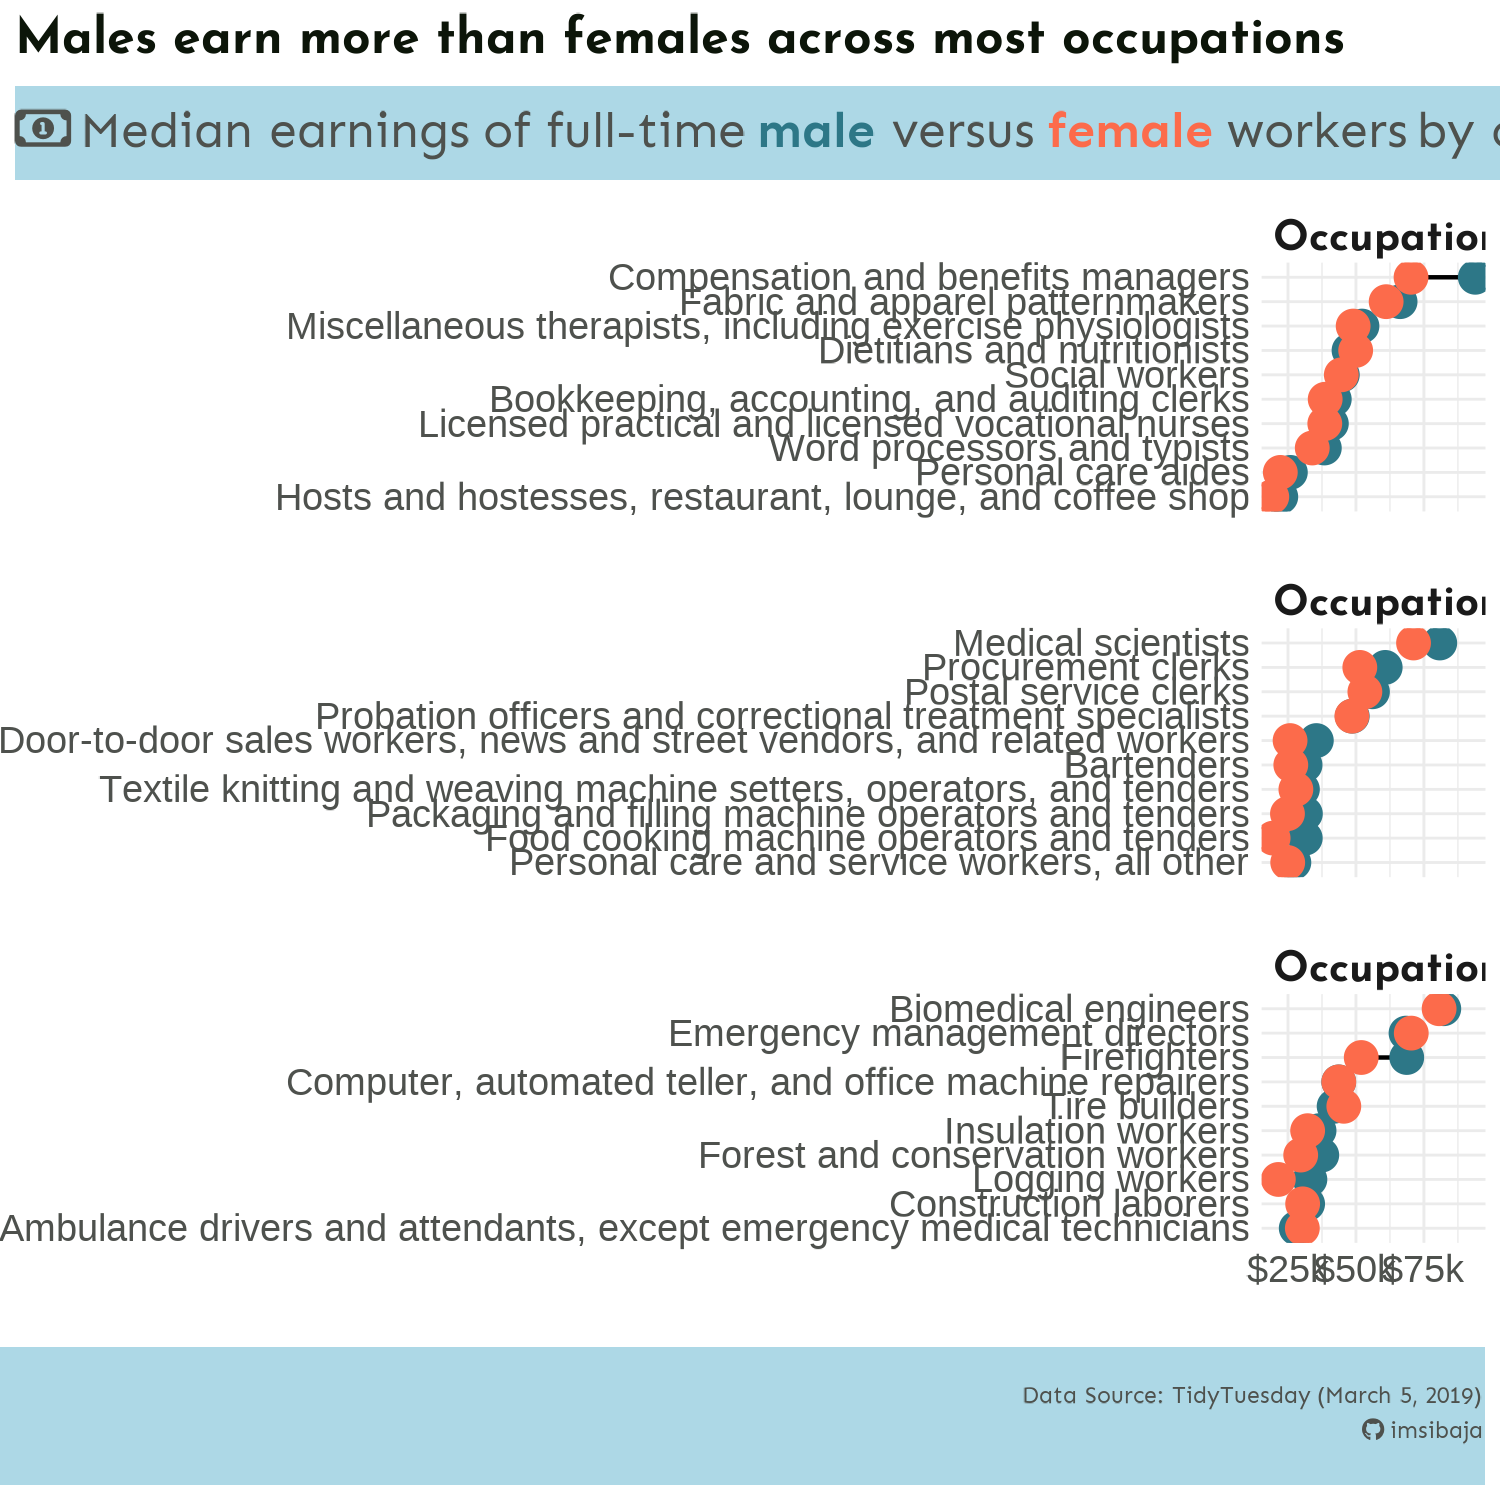 Males earn more than females across most occupations
Median earnings of full-time male versus female workers by
Compensation and benefits managers
Fabric and apparel patternmakers
Miscellaneous therapists, including exercise physiologists
Dietitians and nutritionists
Social workers
Bookkeeping, accounting, and auditing clerks
Licensed practical and licensed vocational nurses
Word processors and typists
Personal care aides
Hosts and hostesses, restaurant, lounge, and coffee shop
Medical scientists
Procurement clerks
Postal service clerks
Probation officers and correctional treatment specialists
Door-to-door sales workers, news and street vendors, and related workers
Bartenders
Textile knitting and weaving machine setters, operators, and tenders
Packaging and filling machine operators and tenders
Food cooking machine operators and tenders
Personal care and service workers, all other
Biomedical engineers
Emergency management directors
Firefighters
Computer, automated teller, and office machine repairers
Tire builders
Insulation workers
Forest and conservation workers
Logging workers
Construction laborers
Ambulance drivers and attendants, except emergency medical technicians
$25k $50k $75k
Data Source: TidyTuesday (March 5, 2019)
imsibaja